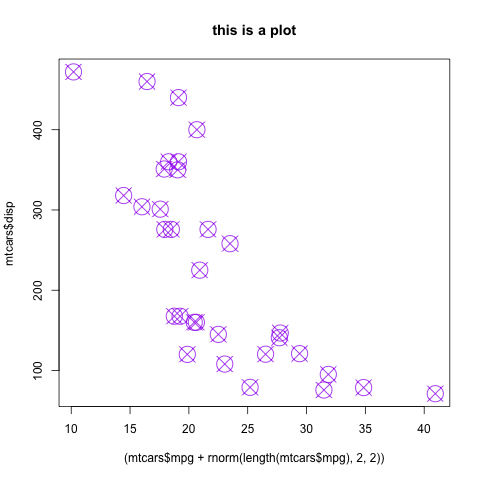 this is a plot
mtcars$disp
400
300
200
100
10 15 20 25 30 35 40
(mtcars$mpg + rnorm(length(mtcars$mpg), 2, 2))